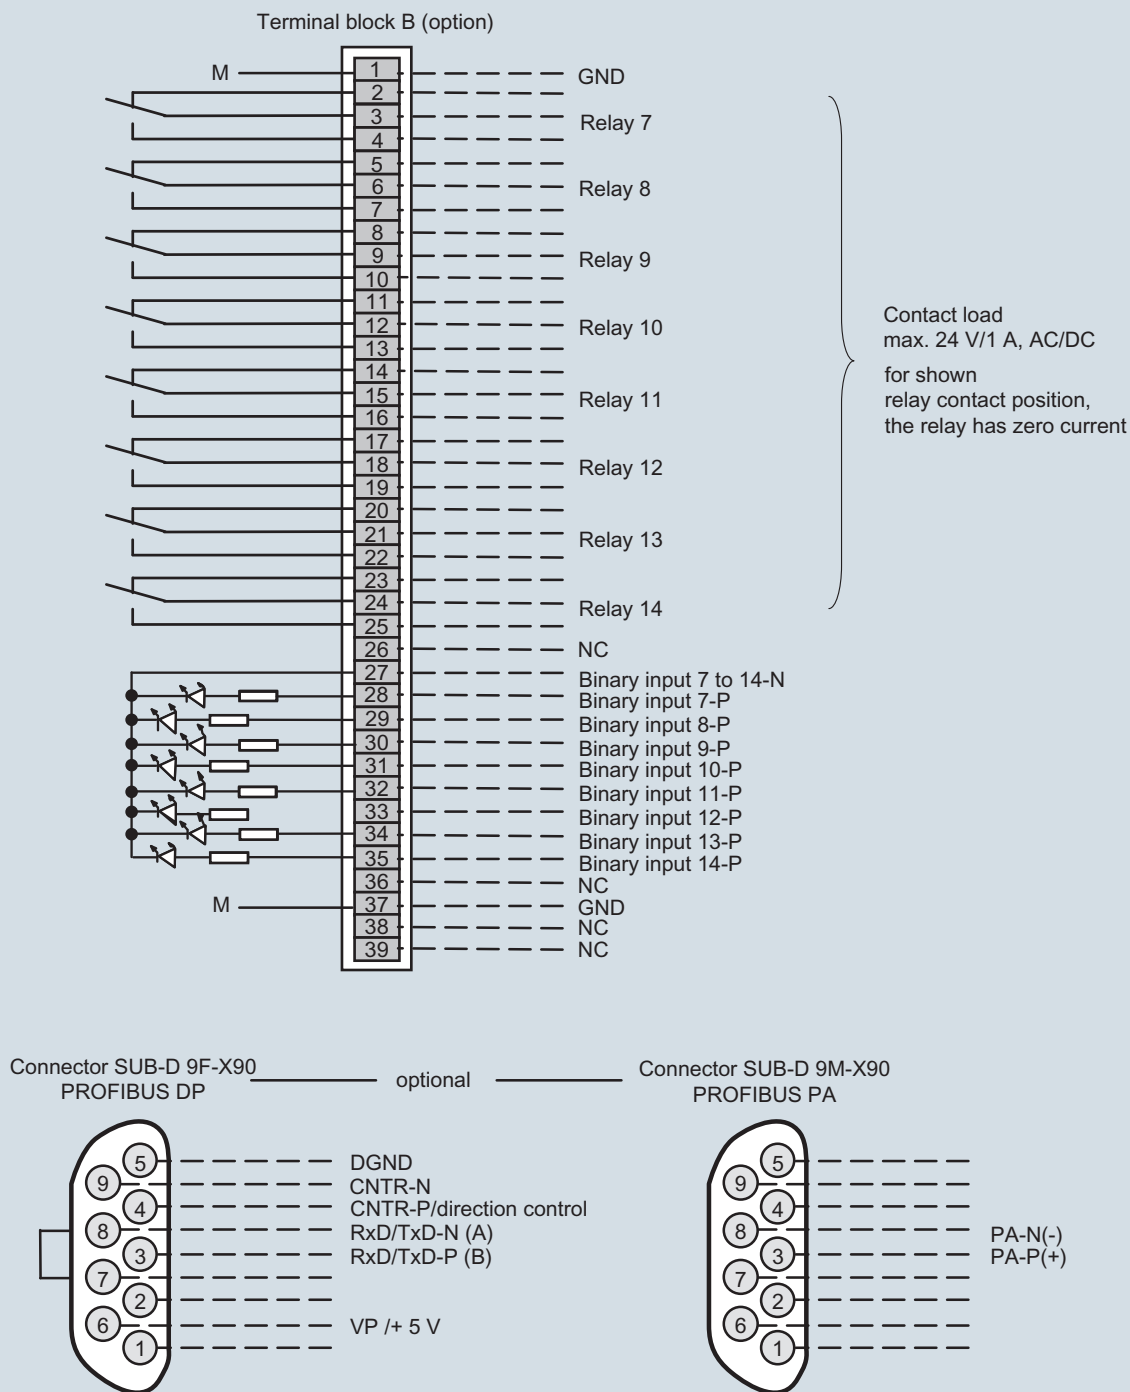 Terminal block B (option)
M 1 GND
2
3 Relay 7
4
5
6 Relay 8
7
8
9 Relay 9
10
11
12 Relay 10
13
14
15 Relay 11
16
17
18 Relay 12
19
20
21 Relay 13
22
23
24 Relay 14
25
26 NC
27 Binary input 7 to 14-N
28 Binary input 7-P
29 Binary input 8-P
30 Binary input 9-P
31 Binary input 10-P
32 Binary input 11-P
33 Binary input 12-P
34 Binary input 13-P
35 Binary input 14-P
36 NC
M 37 GND
38 NC
39 NC
Contact load
max. 24 V/1 A, AC/DC
for shown
relay contact position,
the relay has zero current
Connector SUB-D 9F-X90
PROFIBUS DP
optional
Connector SUB-D 9M-X90
PROFIBUS PA
5 DGND
9 CNTR-N
4 CNTR-P/direction control
8 RxD/TxD-N (A)
3 RxD/TxD-P (B)
7
2
6 VP /+ 5 V
1
5
9
4
8 PA-N(-)
3 PA-P(+)
7
2
6
1